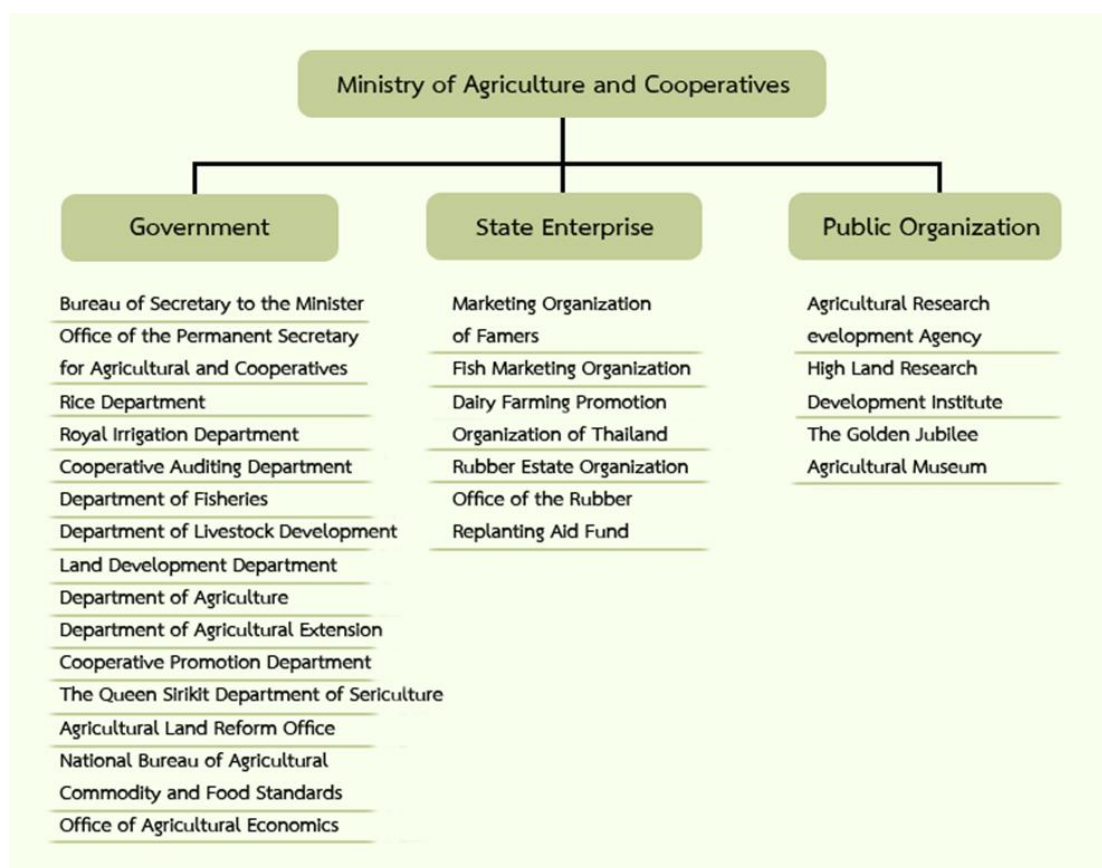 Ministry of Agriculture and Cooperatives
Government
Bureau of Secretary to the Minister
Office of the Permanent Secretary
for Agricultural and Cooperatives
Rice Department
Royal Irrigation Department
Cooperative Auditing Department
Department of Fisheries
Department of Livestock Development
Land Development Department
Department of Agriculture
Department of Agricultural Extension
Cooperative Promotion Department
The Queen Sirikit Department of Sericulture
Agricultural Land Reform Office
National Bureau of Agricultural
Commodity and Food Standards
Office of Agricultural Economics
State Enterprise
Marketing Organization
of Famers
Fish Marketing Organization
Dairy Farming Promotion
Organization of Thailand
Rubber Estate Organization
Office of the Rubber
Replanting Aid Fund
Public Organization
Agricultural Research
evelopment Agency
High Land Research
Development Institute
The Golden Jubilee
Agricultural Museum